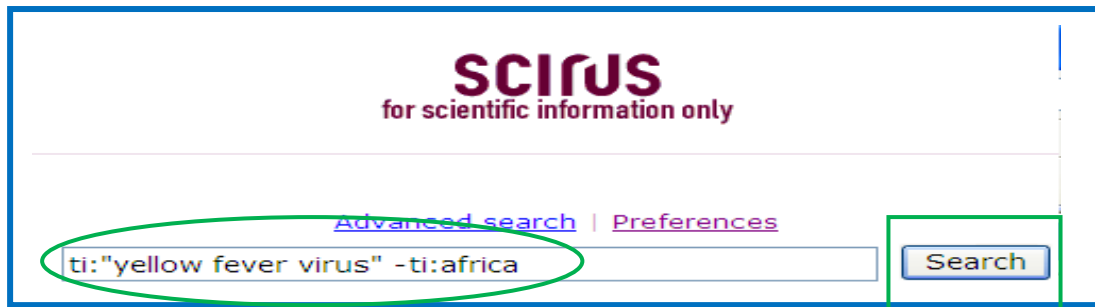 scirus
for scientific information only
Advanced search | Preferences
ti:"yellow fever virus" -ti:africa
Search